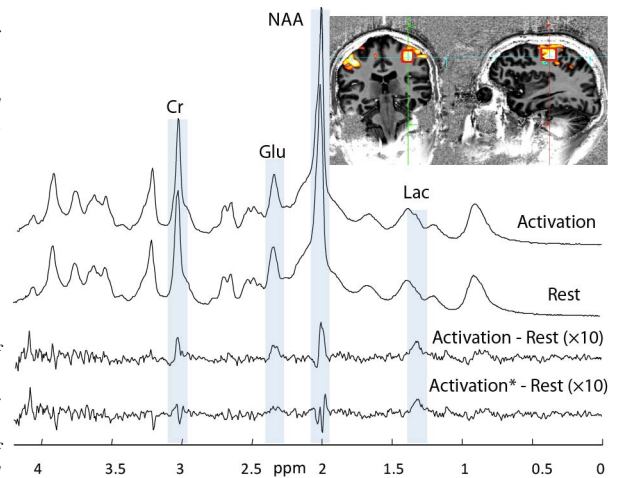 NAA
Cr
Glu
Lac
Activation
Rest
Activation - Rest (×10)
Activation* - Rest (×10)
4 3.5 3 2.5 ppm 2 1.5 1 0.5 0